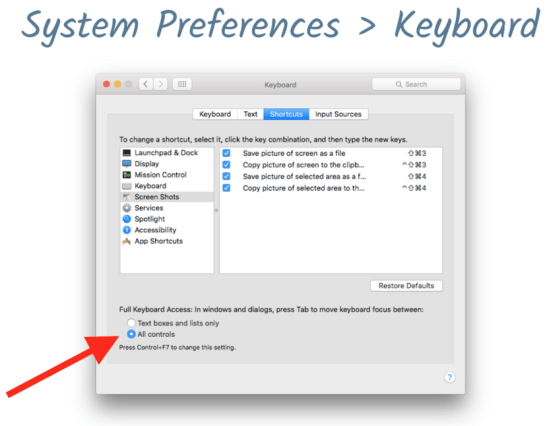 System Preferences > Keyboard
Keyboard
Search
Keyboard Text Shortcuts Input Sources
To change a shortcut, select it, click the key combination, and then type the new keys.
Launchpad & Dock
Display
Mission Control
Keyboard
Screen Shots
Services
Spotlight
Accessibility
App Shortcuts
Save picture of screen as a file ⇧⌘3
Copy picture of screen to the clipb... ^⇧⌘3
Save picture of selected area as a f... ⇧⌘4
Copy picture of selected area to th... ^⇧⌘4
Restore Defaults
Full Keyboard Access: In windows and dialogs, press Tab to move keyboard focus between:
Text boxes and lists only
All controls
Press Control+F7 to change this setting.
?